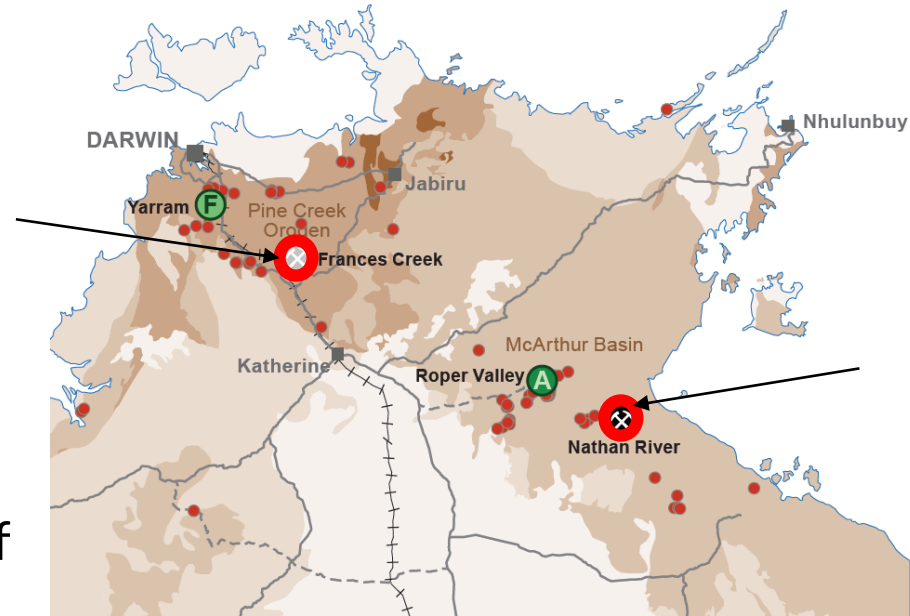 DARWIN
Nhulunbuy
Jabiru
F
Yarram
Pine Creek
Orogen
Frances Creek
McArthur Basin
Katherine
Roper Valley
A
Nathan River
f